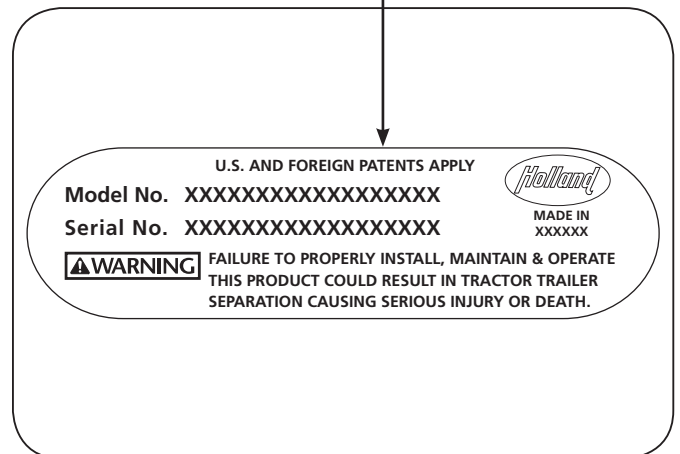 U.S. AND FOREIGN PATENTS APPLY
Holland
Model No. XXXXXXXXXXXXXXXXXX
Serial No. XXXXXXXXXXXXXXXXXX
MADE IN
XXXXXX
WARNING
FAILURE TO PROPERLY INSTALL, MAINTAIN & OPERATE
THIS PRODUCT COULD RESULT IN TRACTOR TRAILER
SEPARATION CAUSING SERIOUS INJURY OR DEATH.